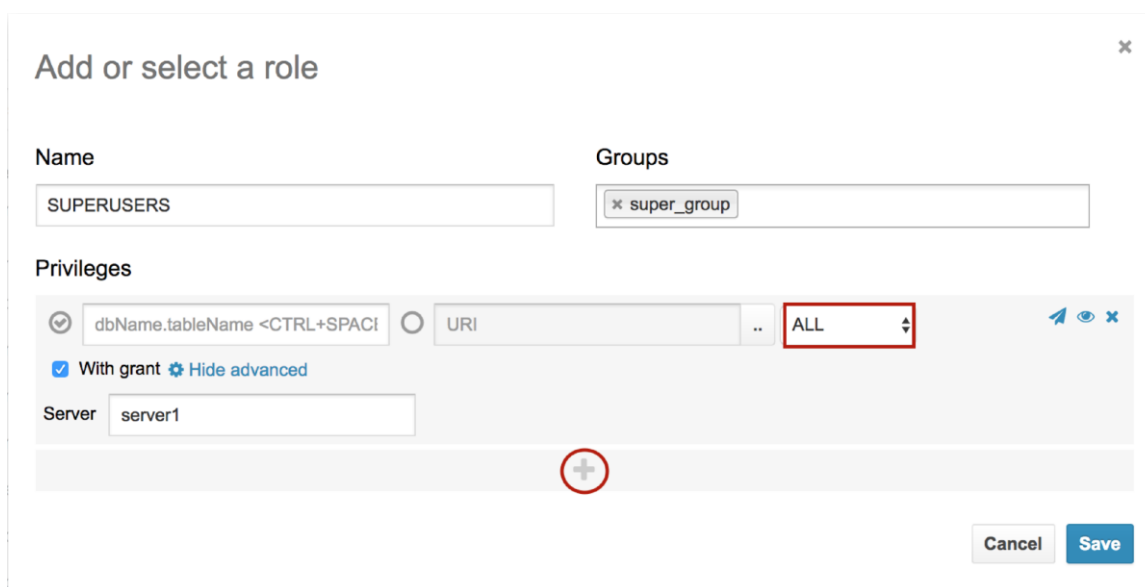 Add or select a role
×
Name
Groups
SUPERUSERS
× super_group
Privileges
dbName.tableName <CTRL+SPACE
URI
..
ALL
With grant Hide advanced
Server server1
Cancel Save